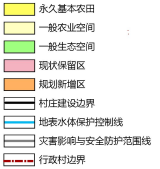 永久基本农田
一般农业空间
一般生态空间
现状保留区
规划新增区
村庄建设边界
地表水体保护控制线
灾害影响与安全防护范围线
行政村边界